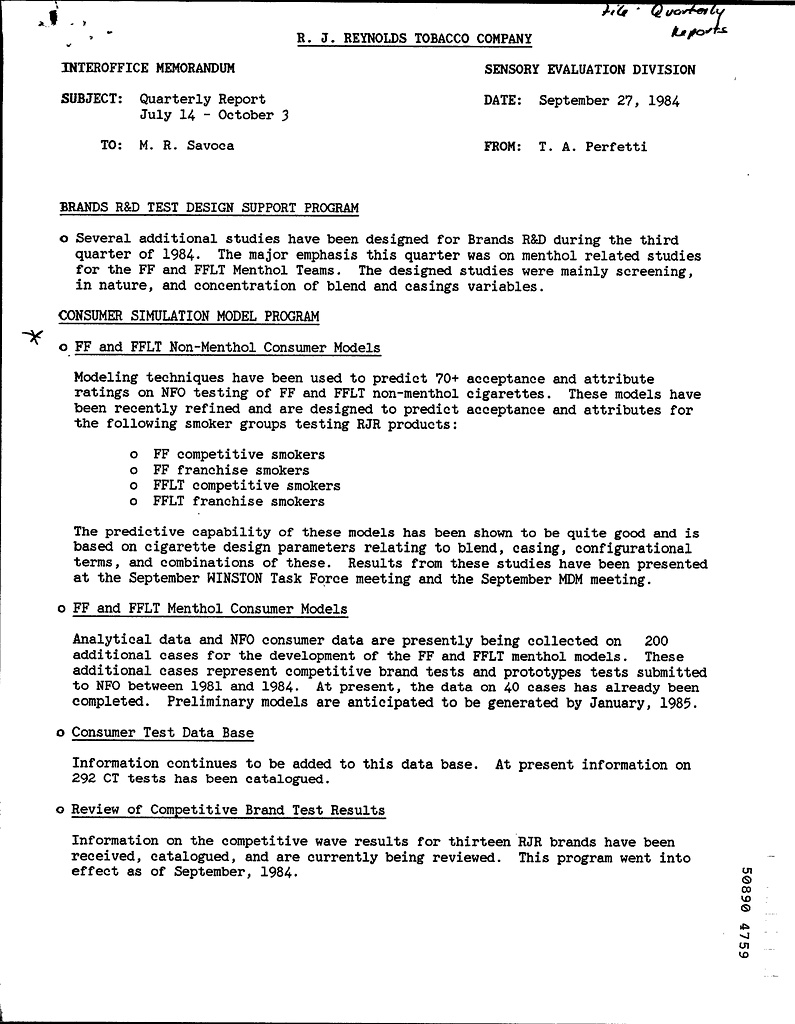 File - Quarterly
Reports
R. J. REYNOLDS TOBACCO COMPANY
INTEROFFICE MEMORANDUM
SENSORY EVALUATION DIVISION
SUBJECT: Quarterly Report
July 14 - October 3
DATE: September 27, 1984
TO: M. R. Savoca
FROM: T. A. Perfetti
BRANDS R&D TEST DESIGN SUPPORT PROGRAM
o Several additional studies have been designed for Brands R&D during the third
quarter of 1984. The major emphasis this quarter was on menthol related studies
for the FF and FFLT Menthol Teams. The designed studies were mainly screening,
in nature, and concentration of blend and casings variables.
CONSUMER SIMULATION MODEL PROGRAM
o FF and FFLT Non-Menthol Consumer Models
Modeling techniques have been used to predict 70+ acceptance and attribute
ratings on NFO testing of FF and FFLT non-menthol cigarettes. These models have
been recently refined and are designed to predict acceptance and attributes for
the following smoker groups testing RJR products:
o FF competitive smokers
o FF franchise smokers
o FFLT competitive smokers
o FFLT franchise smokers
The predictive capability of these models has been shown to be quite good and is
based on cigarette design parameters relating to blend, casing, configurational
terms, and combinations of these. Results from these studies have been presented
at the September WINSTON Task Force meeting and the September MDM meeting.
o FF and FFLT Menthol Consumer Models
Analytical data and NFO consumer data are presently being collected on 200
additional cases for the development of the FF and FFLT menthol models. These
additional cases represent competitive brand tests and prototypes tests submitted
to NFO between 1981 and 1984. At present, the data on 40 cases has already been
completed. Preliminary models are anticipated to be generated by January, 1985.
o Consumer Test Data Base
Information continues to be added to this data base. At present information on
292 CT tests has been catalogued.
o Review of Competitive Brand Test Results
Information on the competitive wave results for thirteen RJR brands have been
received, catalogued, and are currently being reviewed. This program went into
effect as of September, 1984.
50890 4759